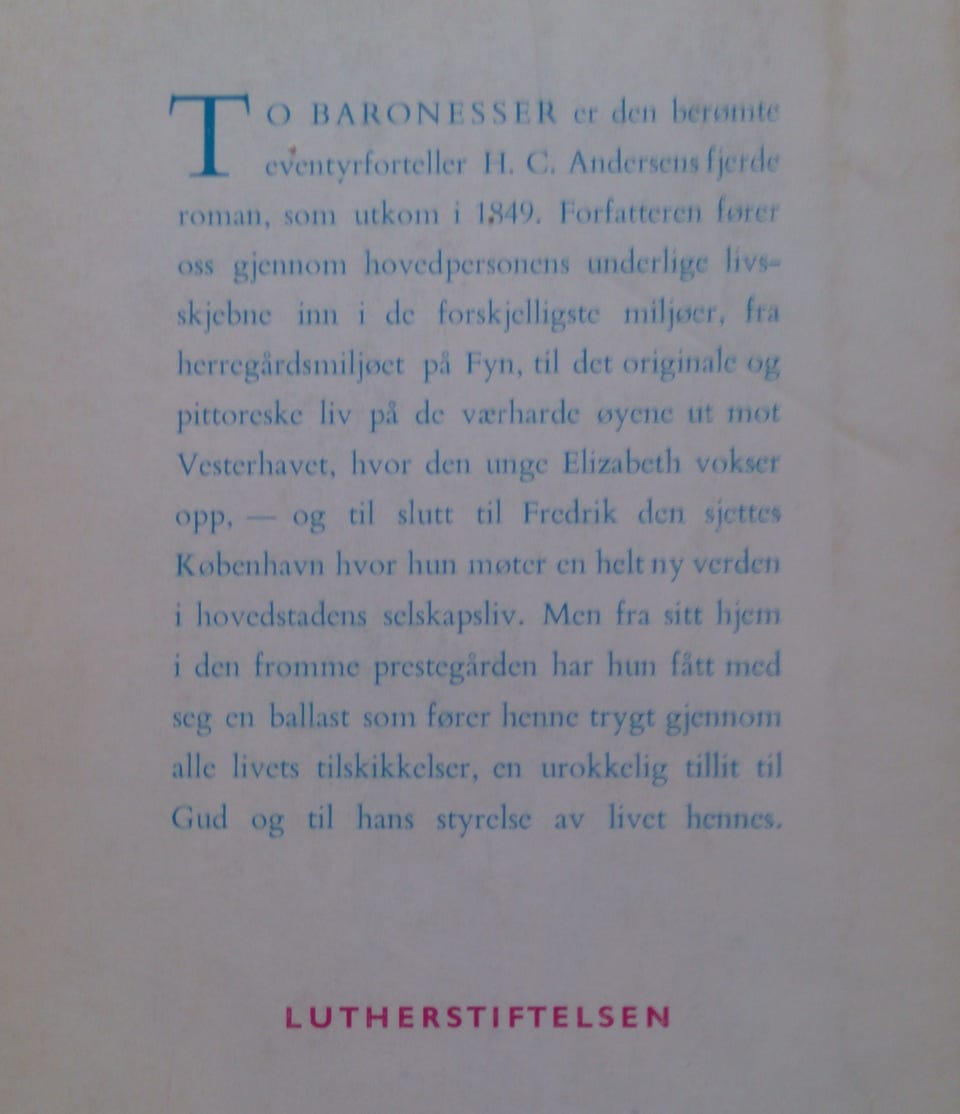 TO BARONESSER er den berømte
eventyrforteller H. C. Andersens fjerde
roman, som utkom i 1849. Forfatteren fører
oss gjennom hovedpersonens underlige livs-
skjebne inn i de forskjelligste miljøer, fra
herregårdsmiljøet på Fyn, til det originale og
pittoreske liv på de værharde øyene ut mot
Vesterhavet, hvor den unge Elizabeth vokser
opp, — og til slutt til Fredrik den sjettes
København hvor hun møter en helt ny verden
i hovedstadens selskapsliv. Men fra sitt hjem
i den fromme prestegården har hun fått med
seg en ballast som fører henne trygt gjennom
alle livets tilskikkelser, en urokkelig tillit til
Gud og til hans styrelse av livet hennes.
LUTHERSTIFTELSEN